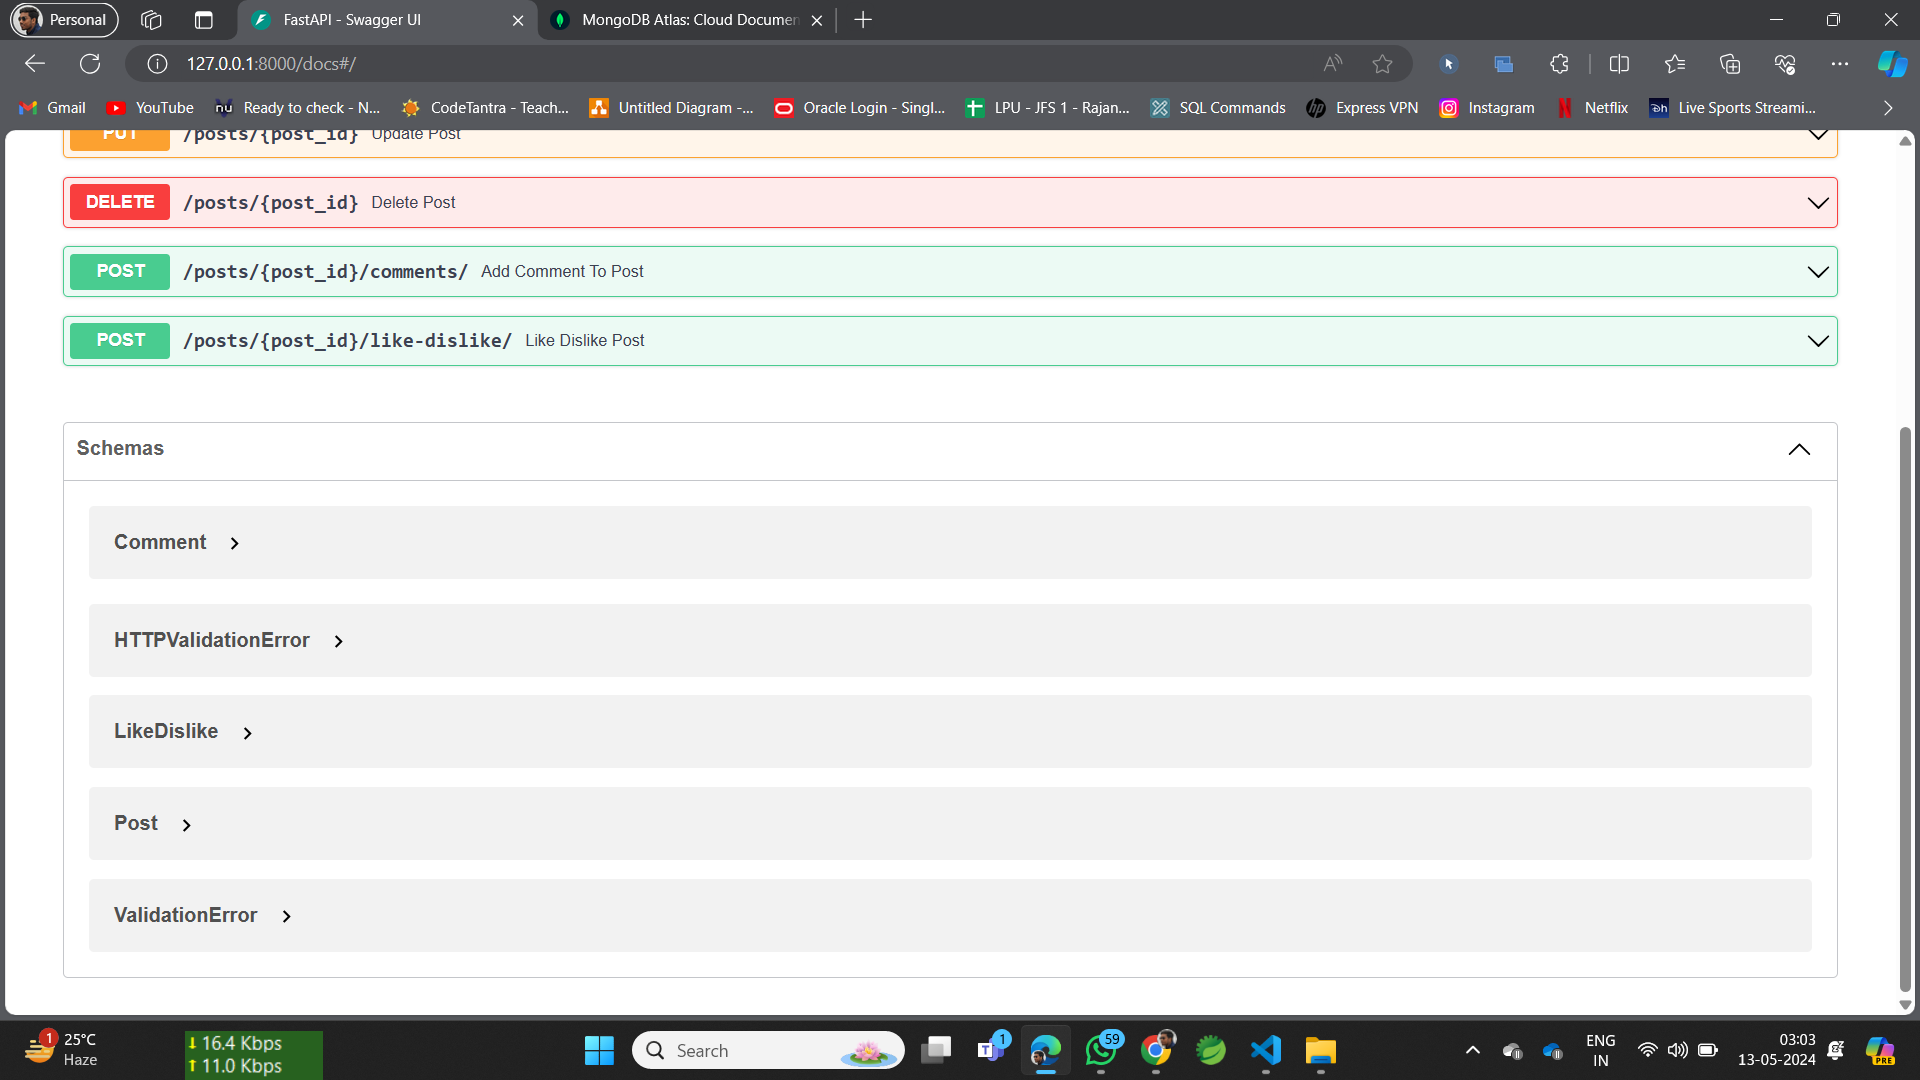 Personal
FastAPI - Swagger UI
MongoDB Atlas: Cloud Documen
127.0.0.1:8000/docs#/
Gmail
YouTube
Ready to check - N...
CodeTantra - Teach...
Untitled Diagram -...
Oracle Login - Singl...
LPU - JFS 1 - Rajan...
SQL Commands
Express VPN
Instagram
Netflix
Live Sports Streami...
PUT /posts/{post_id} Update Post
DELETE /posts/{post_id} Delete Post
POST /posts/{post_id}/comments/ Add Comment To Post
POST /posts/{post_id}/like-dislike/ Like Dislike Post
Schemas
Comment
HTTPValidationError
LikeDislike
Post
ValidationError
1
25°C
Haze
16.4 Kbps
11.0 Kbps
Search
1
59
ENG
IN
03:03
13-05-2024
PRE